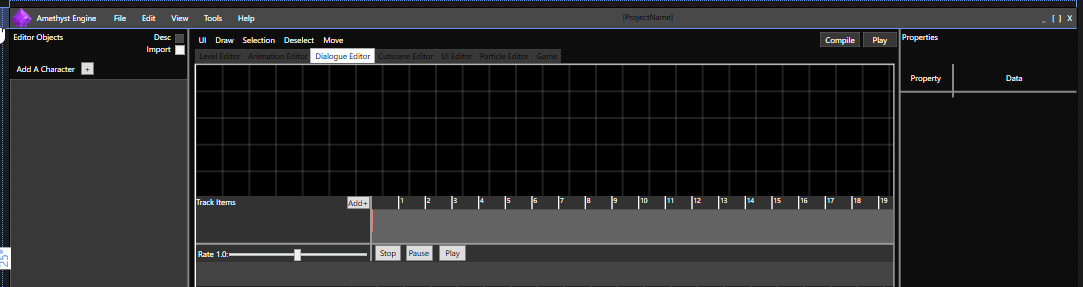 Amethyst Engine File Edit View Tools Help [ProjectName] _ [ ] X
Editor Objects Desc
Import
Add A Character +
UI Draw Selection Deselect Move Compile Play
Level Editor Animation Editor Dialogue Editor Cutscene Editor UI Editor Particle Editor Game
Properties
Property Data
Track Items Add+ 1 2 3 4 5 6 7 8 9 10 11 12 13 14 15 16 17 18 19
Rate 1.0: Stop Pause Play
25*